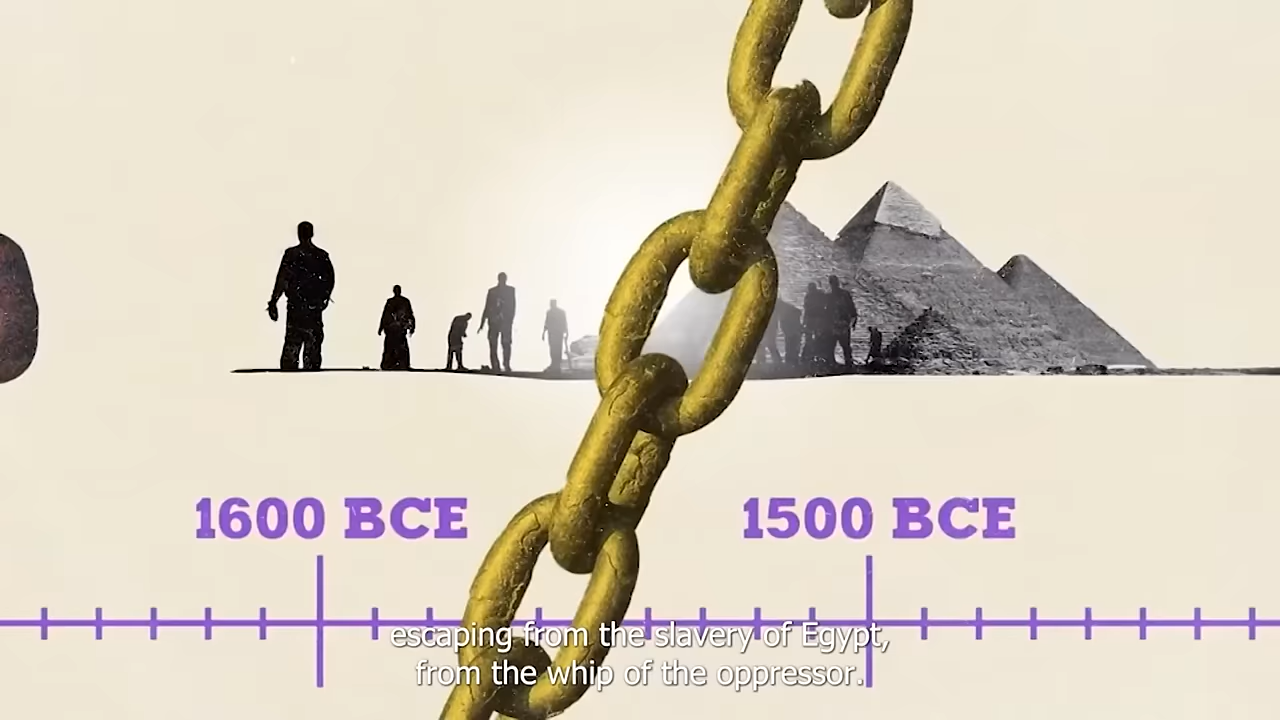 1600 BCE
1500 BCE
escaping from the slavery of Egypt,
from the whip of the oppressor.